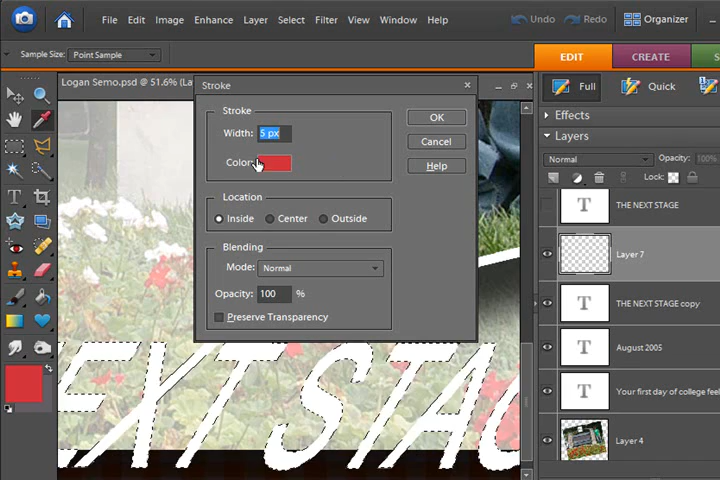 File Edit Image Enhance Layer Select Filter View Window Help Undo Redo Organizer
Sample Size: Point Sample EDIT CREATE S
Logan Semo.psd @ 51.6% (La
Full Quick
Stroke
Effects
Layers
Normal Opacity: 100%
Lock:
Stroke
Width: 5 px
Color:
OK
Cancel
Help
Location
Inside Center Outside
Blending
Mode: Normal
Opacity: 100 %
Preserve Transparency
T THE NEXT STAGE
Layer 7
T THE NEXT STAGE copy
T August 2005
T Your first day of college feel
Layer 4
EXT STAG